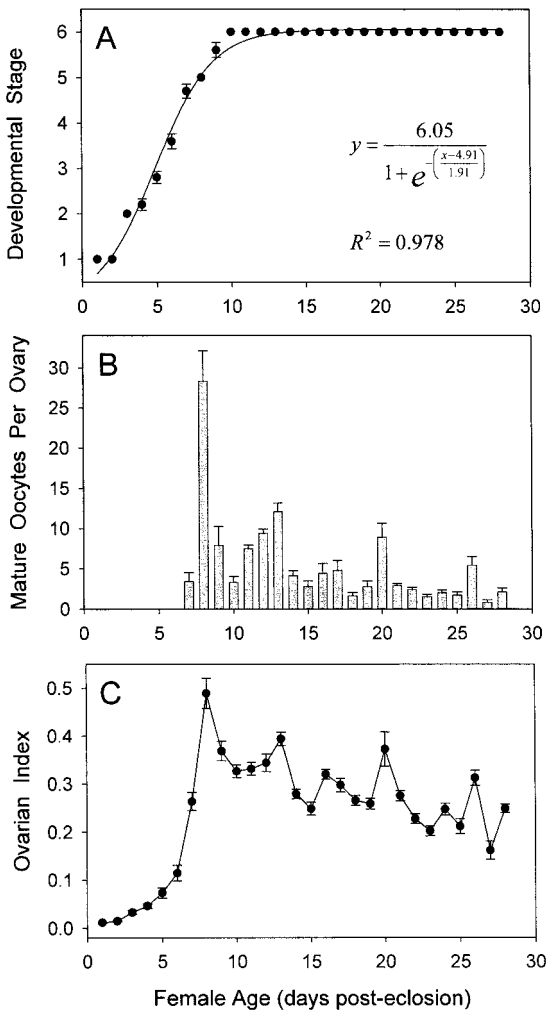 A
Developmental Stage
6
5
4
3
2
1
y = 6.05 / 1 + e^-((x-4.91)/1.91)
R² = 0.978
0 5 10 15 20 25 30
B
Mature Oocytes Per Ovary
30
25
20
15
10
5
0
0 5 10 15 20 25 30
C
Ovarian Index
0.5
0.4
0.3
0.2
0.1
0.0
0 5 10 15 20 25 30
Female Age (days post-eclosion)